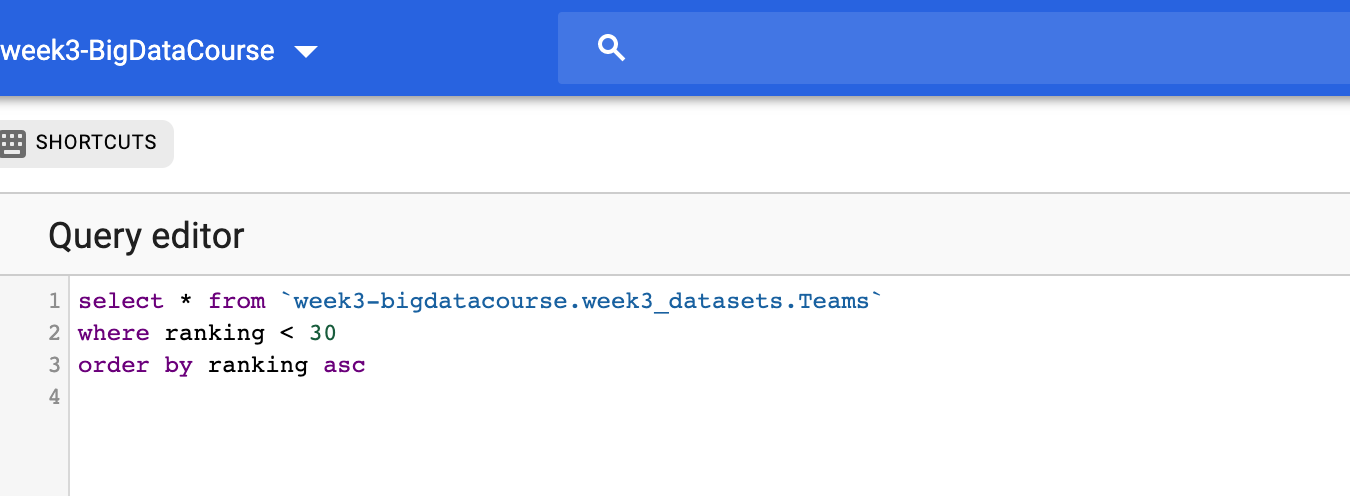 week3-BigDataCourse
SHORTCUTS
Query editor
1 select * from `week3-bigdatacourse.week3_datasets.Teams`
2 where ranking < 30
3 order by ranking asc
4